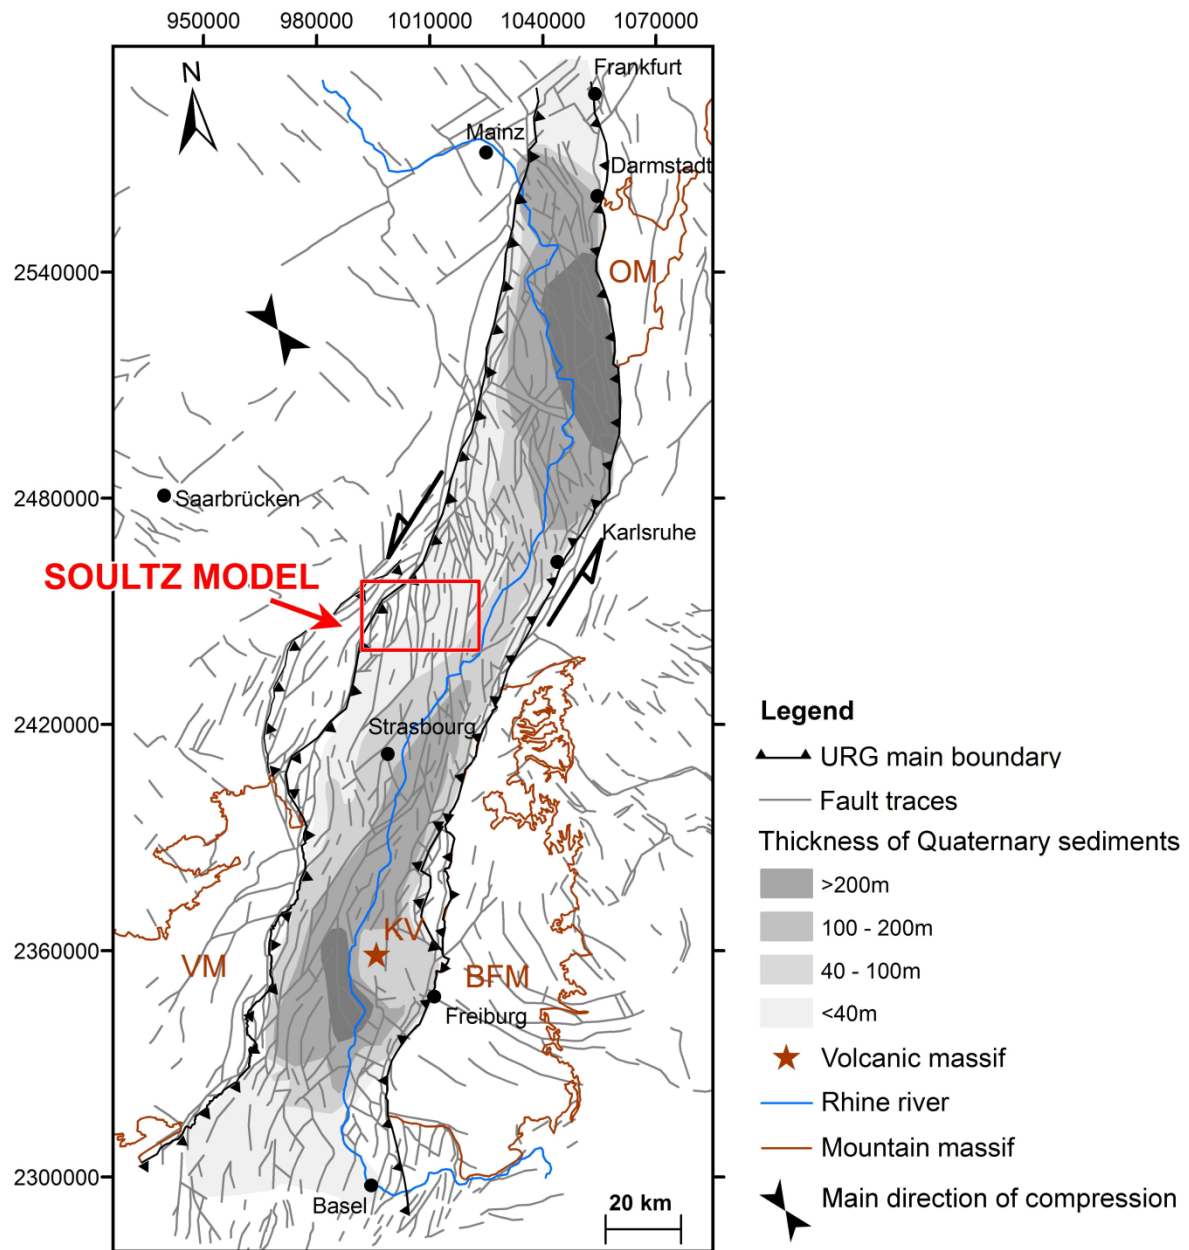 950000 980000 1010000 1040000 1070000
N
Frankfurt
Mainz
Darmstadt
2540000
OM
2480000
Saarbrücken
Karlsruhe
SOULTZ MODEL
2420000
Strasbourg
KV
2360000
VM
BFM
Freiburg
2300000
Basel
20 km
Legend
URG main boundary
Fault traces
Thickness of Quaternary sediments
>200m
100 - 200m
40 - 100m
<40m
Volcanic massif
Rhine river
Mountain massif
Main direction of compression